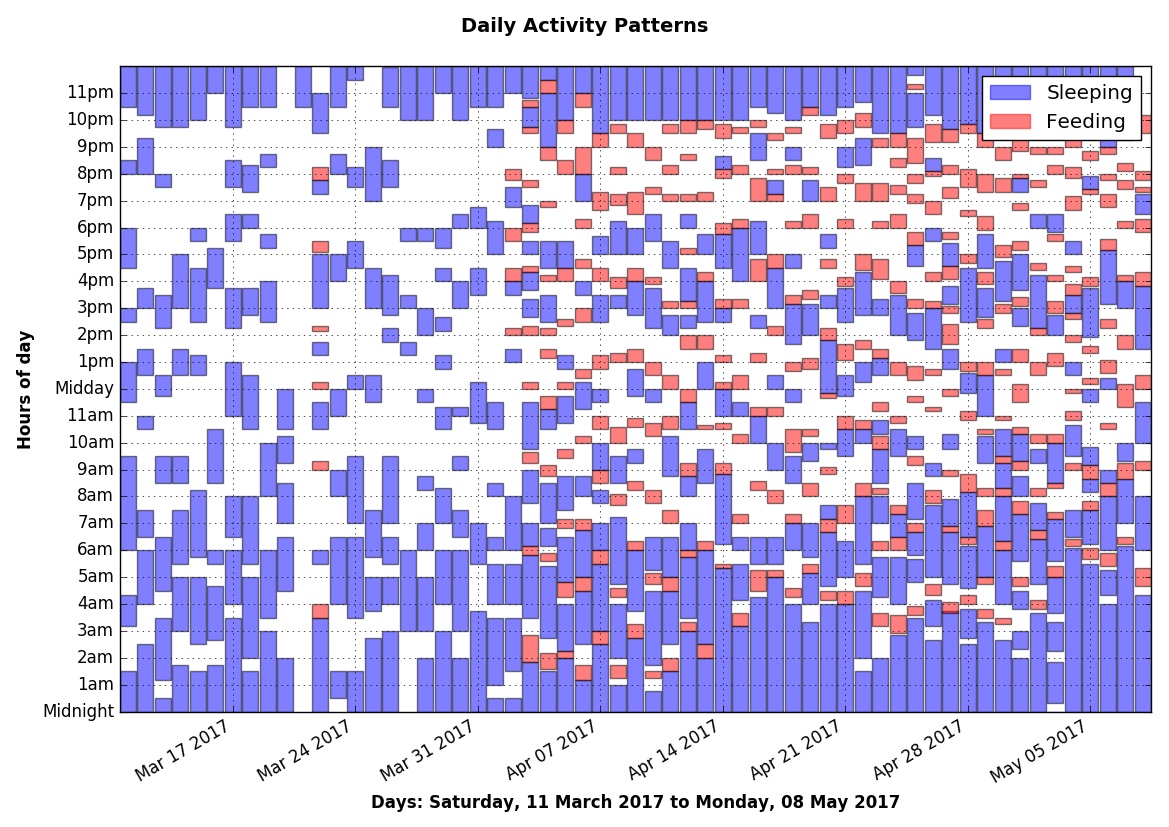 Daily Activity Patterns
Sleeping
Feeding
Hours of day
11pm
10pm
9pm
8pm
7pm
6pm
5pm
4pm
3pm
2pm
1pm
Midday
11am
10am
9am
8am
7am
6am
5am
4am
3am
2am
1am
Midnight
Mar 17 2017
Mar 24 2017
Mar 31 2017
Apr 07 2017
Apr 14 2017
Apr 21 2017
Apr 28 2017
May 05 2017
Days: Saturday, 11 March 2017 to Monday, 08 May 2017